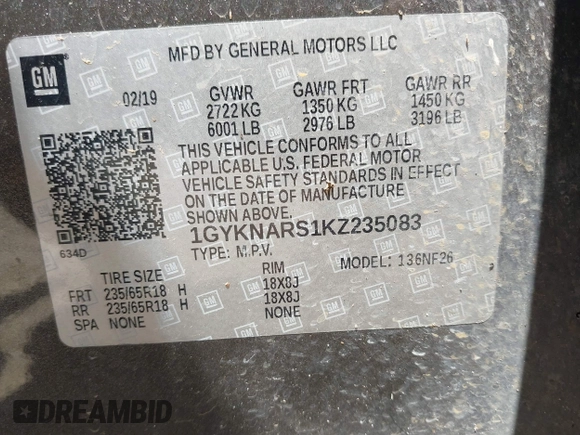 GM
MFD BY GENERAL MOTORS LLC
02/19
GVWR GAWR FRT GAWR RR
2722 KG 1350 KG 1450 KG
6001 LB 2976 LB 3196 LB
THIS VEHICLE CONFORMS TO ALL
APPLICABLE U.S. FEDERAL MOTOR
VEHICLE SAFETY STANDARDS IN EFFECT
ON THE DATE OF MANUFACTURE
SHOWN ABOVE.
634D
1GYKNARS1KZ235083
TYPE: M.P.V. MODEL: 136NF26
TIRE SIZE RIM
FRT 235/65R18 H 18X8J
RR 235/65R18 H 18X8J
SPA NONE NONE
DREAMBID